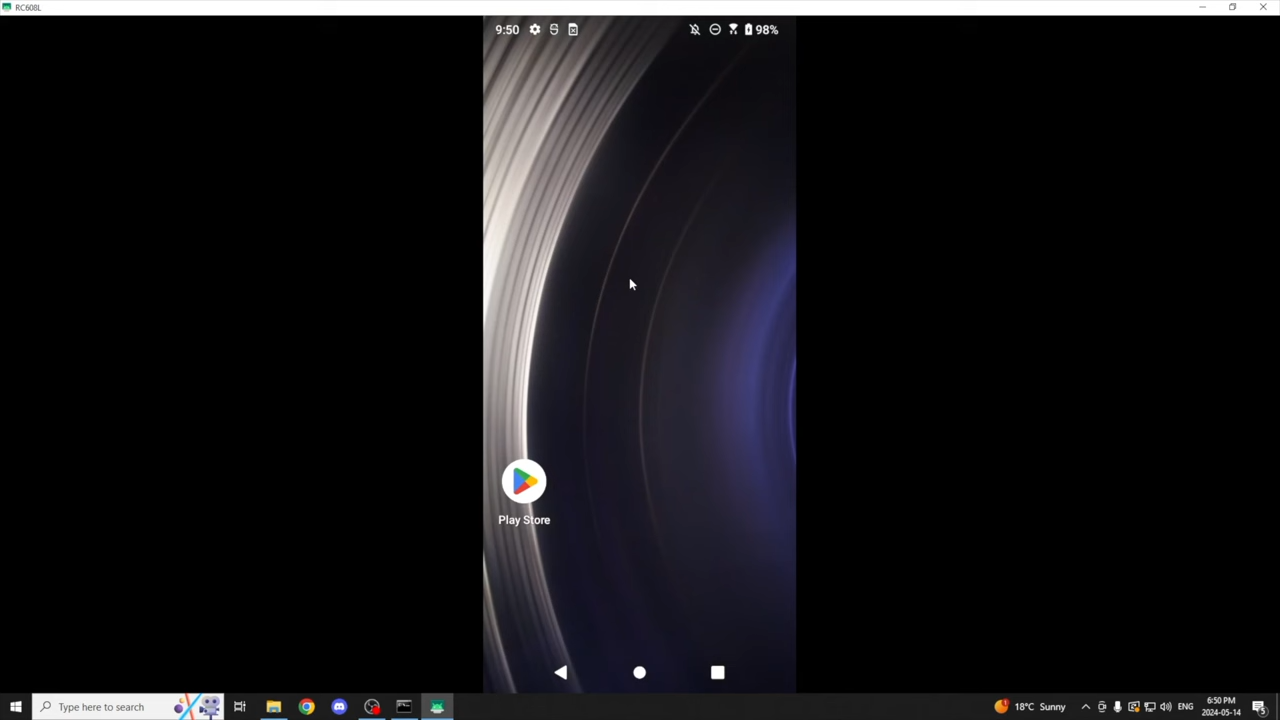 RC608L
9:50
98%
Play Store
Type here to search
18°C Sunny
ENG
6:50 PM
2024-05-14